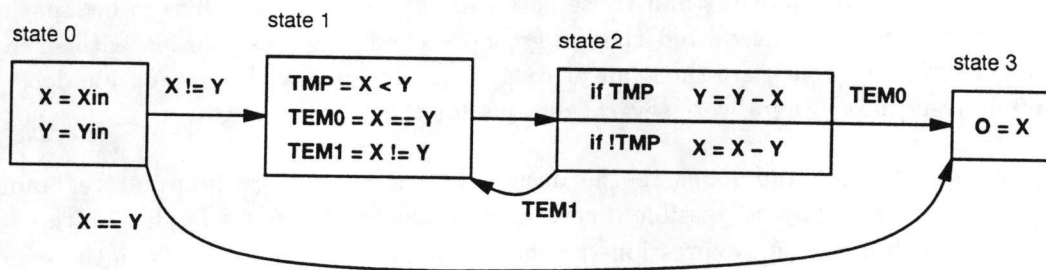 state 0
X = Xin
Y = Yin
X != Y
X == Y
state 1
TMP = X < Y
TEM0 = X == Y
TEM1 = X != Y
TEM1
state 2
if TMP Y = Y - X
if !TMP X = X - Y
TEM0
state 3
O = X